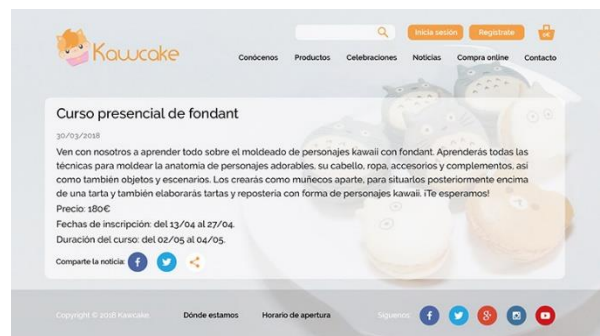 Kawcake
Inicia sesión
Regístrate
0€
Conócenos
Productos
Celebraciones
Noticias
Compra online
Contacto
Curso presencial de fondant
30/03/2018
Ven con nosotros a aprender todo sobre el moldeado de personajes kawaii con fondant. Aprenderás todas las
técnicas para moldear la anatomia de personajes adorables, su cabello, ropa, accesorios y complementos, así
como también objetos y escenarios. Los crearás como muñecos aparte, para situarlos posteriormente encima
de una tarta y también elaborarás tartas y repostería con forma de personajes kawaii. ¡Te esperamos!
Precio: 180€
Fechas de inscripción: del 13/04 al 27/04.
Duración del curso: del 02/05 al 04/05.
Comparte la noticia:
Copyright © 2018 Kawcake.
Dónde estamos
Horario de apertura
Síguenos: